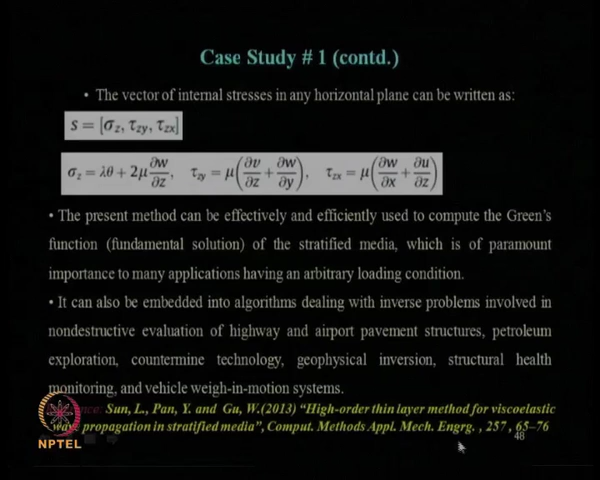 Case Study # 1 (contd.)
• The vector of internal stresses in any horizontal plane can be written as:
s = [σz, τzy, τzx]
σz = λθ + 2μ ∂w/∂z, τzy = μ(∂v/∂z + ∂w/∂y), τzx = μ(∂w/∂x + ∂u/∂z)
• The present method can be effectively and efficiently used to compute the Green's
function (fundamental solution) of the stratified media, which is of paramount
importance to many applications having an arbitrary loading condition.
• It can also be embedded into algorithms dealing with inverse problems involved in
nondestructive evaluation of highway and airport pavement structures, petroleum
exploration, countermine technology, geophysical inversion, structural health
monitoring, and vehicle weigh-in-motion systems.
Sun, L., Pan, Y. and Gu, W.(2013) “High-order thin layer method for viscoelastic
wave propagation in stratified media”, Comput. Methods Appl. Mech. Engrg. , 257 , 65–76
48
NPTEL